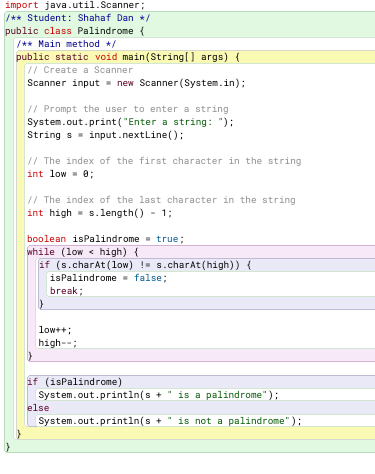 import java.util.Scanner;
/** Student: Shahaf Dan */
public class Palindrome {
/** Main method */
public static void main(String[] args) {
// Create a Scanner
Scanner input = new Scanner(System.in);
// Prompt the user to enter a string
System.out.print("Enter a string: ");
String s = input.nextLine();
// The index of the first character in the string
int low = 0;
// The index of the last character in the string
int high = s.length() - 1;
boolean isPalindrome = true;
while (low < high) {
if (s.charAt(low) != s.charAt(high)) {
isPalindrome = false;
break;
}
low++;
high--;
}
if (isPalindrome)
System.out.println(s + " is a palindrome");
else
System.out.println(s + " is not a palindrome");
}
}